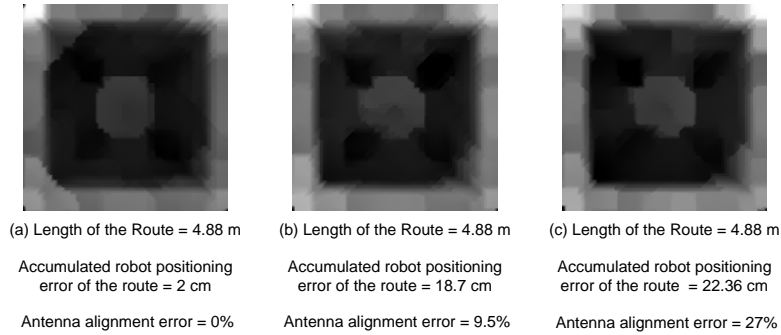 (a) Length of the Route = 4.88 m
Accumulated robot positioning
error of the route = 2 cm
Antenna alignment error = 0%
(b) Length of the Route = 4.88 m
Accumulated robot positioning
error of the route = 18.7 cm
Antenna alignment error = 9.5%
(c) Length of the Route = 4.88 m
Accumulated robot positioning
error of the route = 22.36 cm
Antenna alignment error = 27%